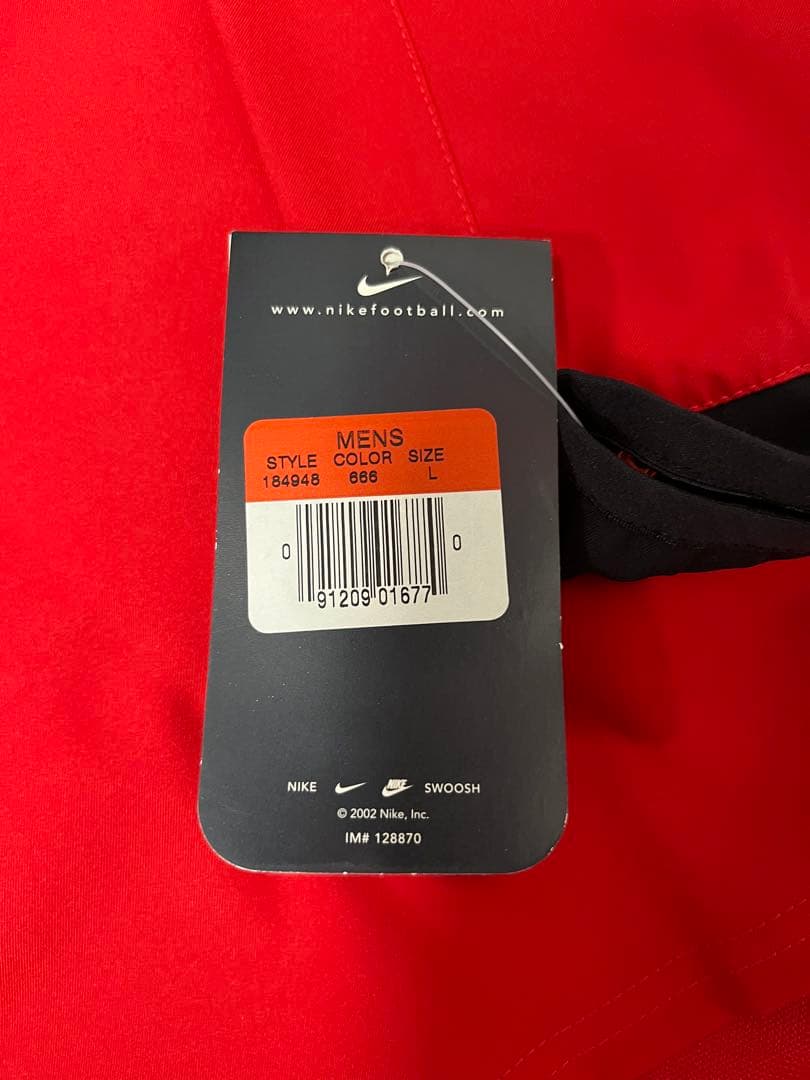 www.nikefootball.com
MENS
STYLE COLOR SIZE
184948 666 L
0 91209 01677 0
NIKE NIKE SWOOSH
© 2002 Nike, Inc.
IM# 128870